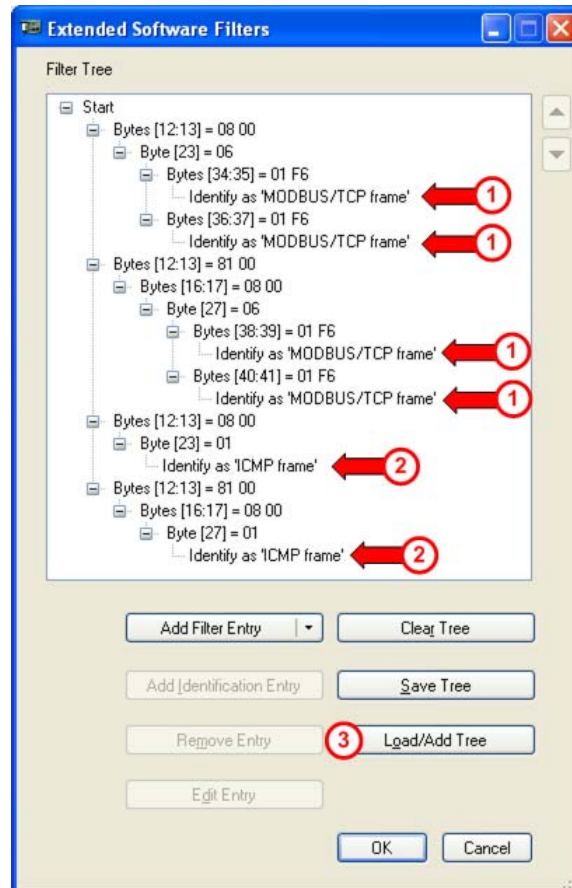 Extended Software Filters
Filter Tree
Start
Bytes [12:13] = 08 00
Byte [23] = 06
Bytes [34:35] = 01 F6
Identify as 'MODBUS/TCP frame' 1
Bytes [36:37] = 01 F6
Identify as 'MODBUS/TCP frame' 1
Bytes [12:13] = 81 00
Bytes [16:17] = 08 00
Byte [27] = 06
Bytes [38:39] = 01 F6
Identify as 'MODBUS/TCP frame' 1
Bytes [40:41] = 01 F6
Identify as 'MODBUS/TCP frame' 1
Bytes [12:13] = 08 00
Byte [23] = 01
Identify as 'ICMP frame' 2
Bytes [12:13] = 81 00
Bytes [16:17] = 08 00
Byte [27] = 01
Identify as 'ICMP frame' 2
Add Filter Entry Clear Tree
Add Identification Entry Save Tree
Remove Entry 3 Load/Add Tree
Edit Entry
OK Cancel